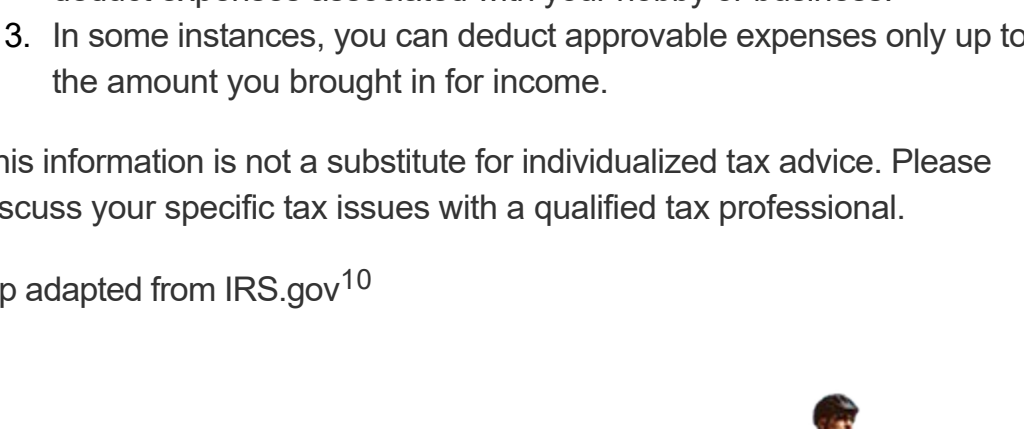 3. In some instances, you can deduct approvable expenses only up to
the amount you brought in for income.
his information is not a substitute for individualized tax advice. Please
scuss your specific tax issues with a qualified tax professional.
p adapted from IRS.gov10